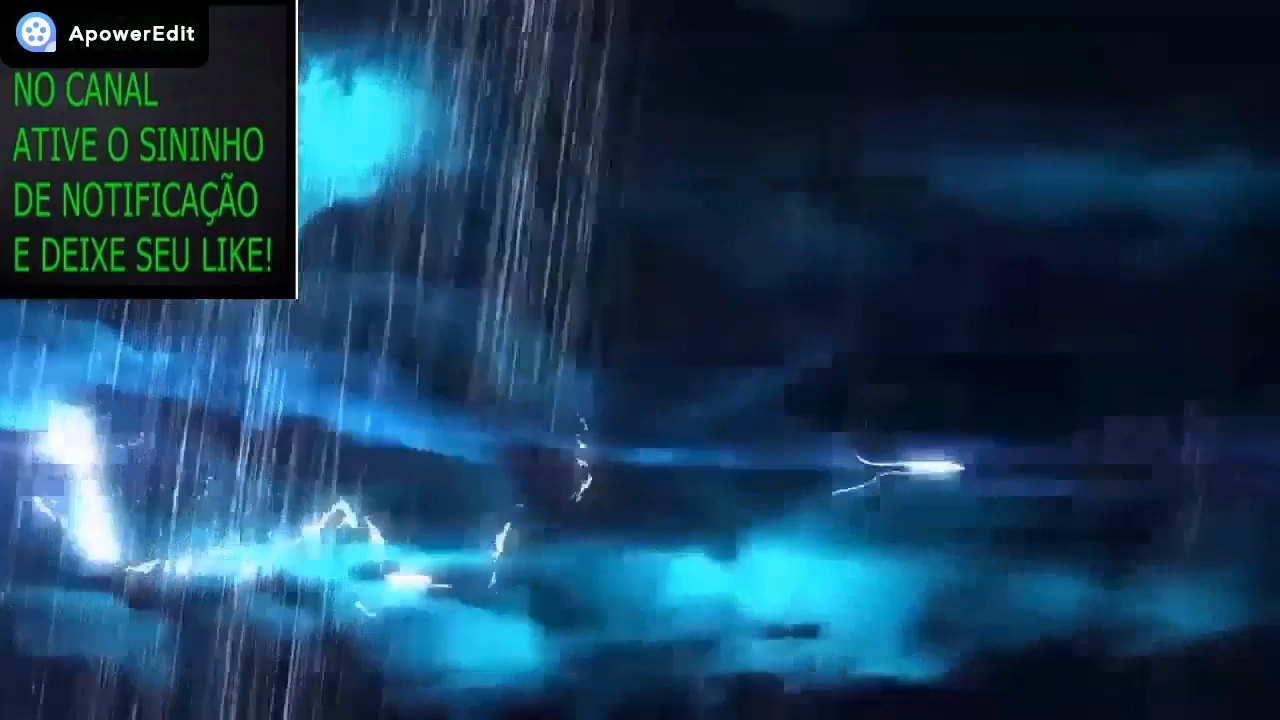 ApowerEdit
NO CANAL
ATIVE O SININHO
DE NOTIFICAÇÃO
E DEIXE SEU LIKE!